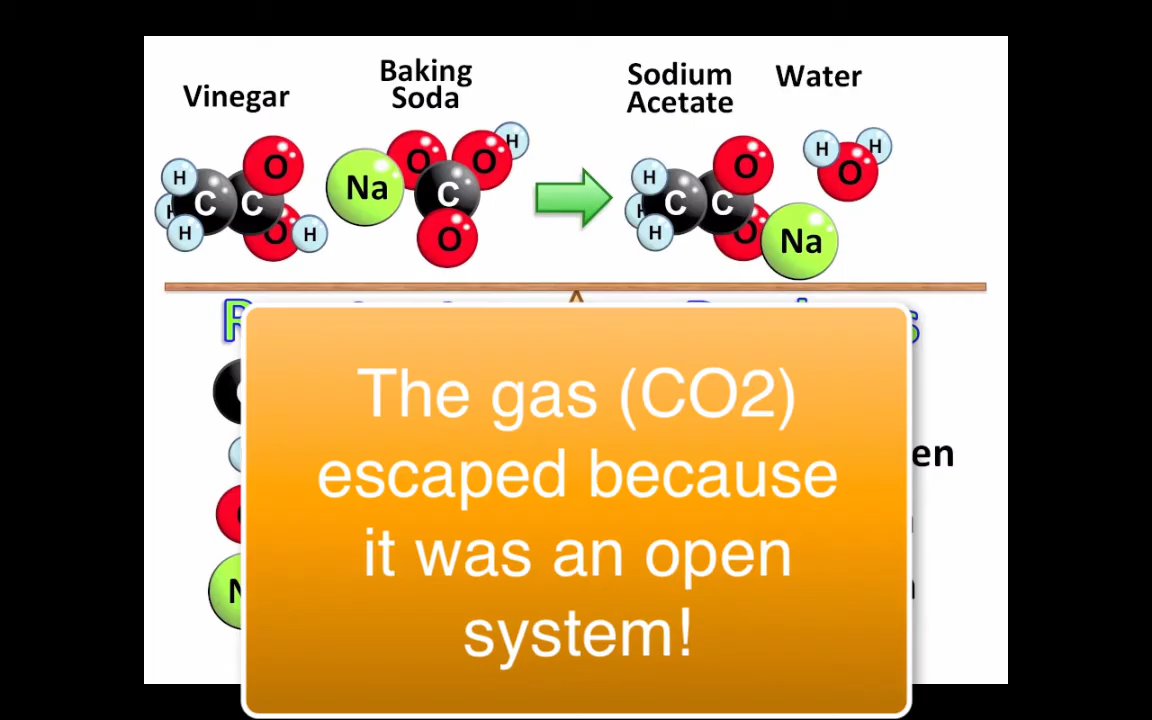 Vinegar
Baking
Soda
Sodium
Acetate
Water
H
H
H
C
C
O
O
H
Na
O
O
H
C
O
H
H
H
C
C
O
O
Na
H
O
H
The gas (CO2)
escaped because
it was an open
system!
en